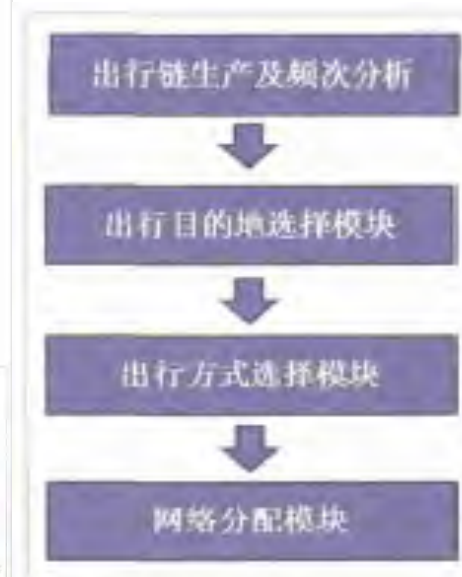 出行链生产及频次分析
出行目的地选择模块
出行方式选择模块
网络分配模块